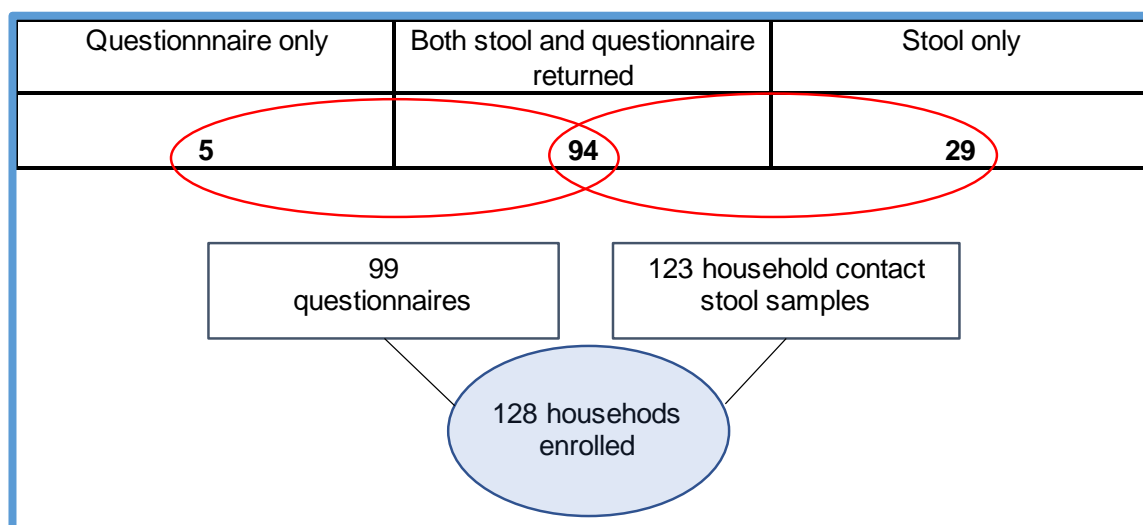 Questionnnaire only
Both stool and questionnaire
returned
Stool only
5
94
29
99
questionnaires
123 household contact
stool samples
128 househods
enrolled